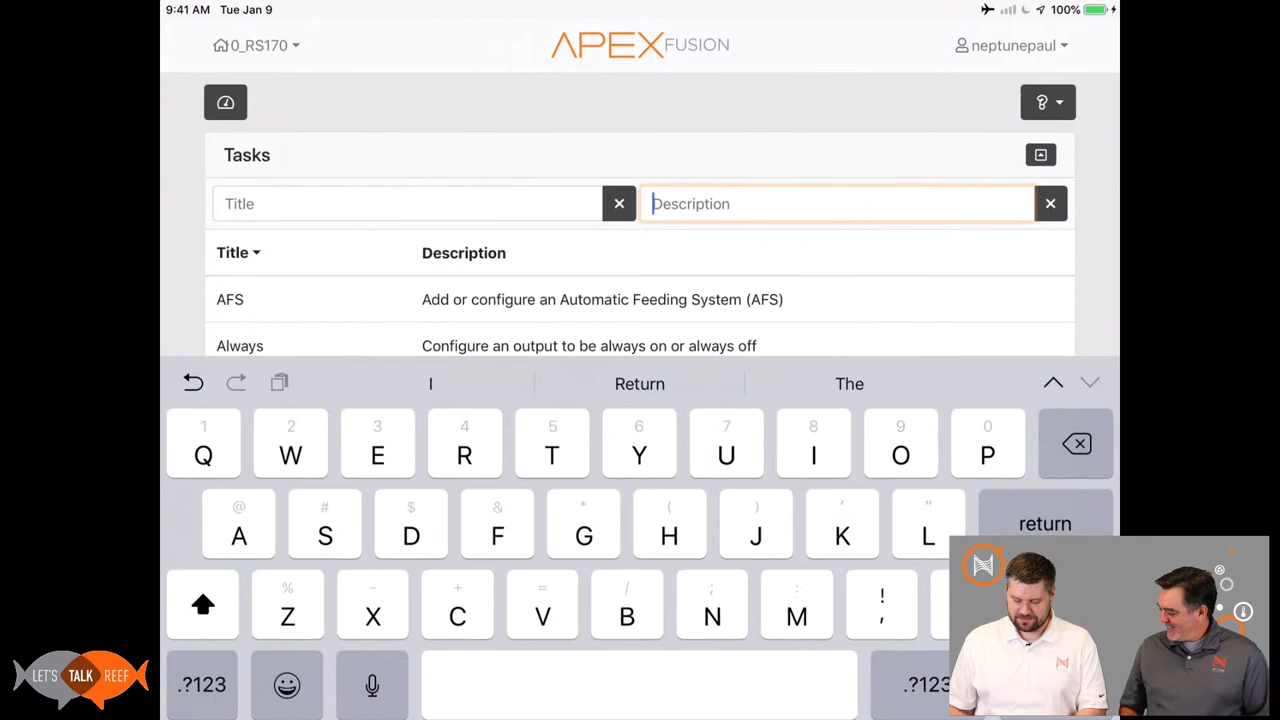 9:41 AM Tue Jan 9
100%
0_RS170
APEX FUSION
neptunepaul
Tasks
Title
Description
Title Description
AFS Add or configure an Automatic Feeding System (AFS)
Always Configure an output to be always on or always off
I Return The
1 2 3 4 5 6 7 8 9 0
Q W E R T Y U I O P
@ # $ & * ( ) ' "
A S D F G H J K L return
% - + = / ; : !
Z X C V B N M ,
.?123 .?123
LET'S TALK REEF